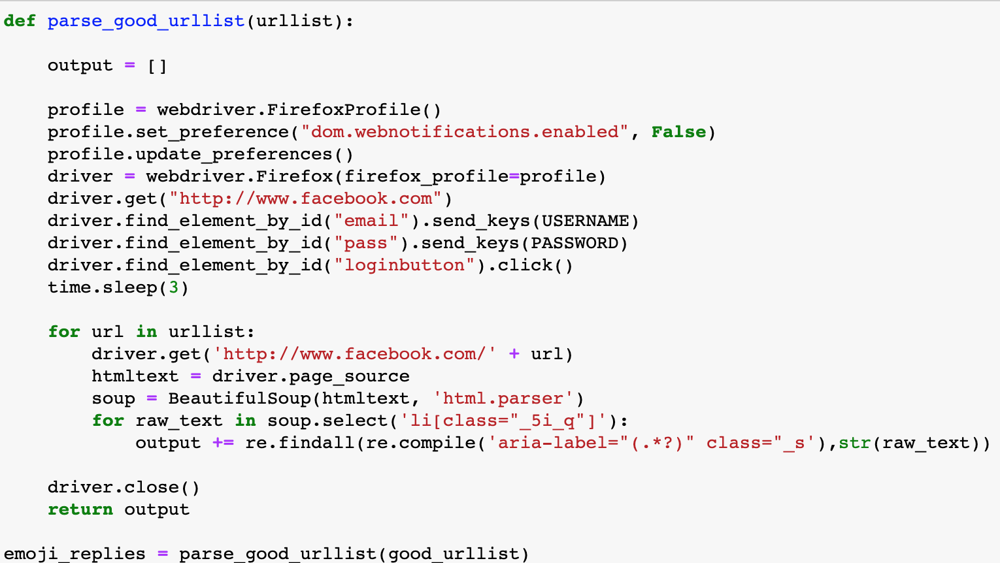 def parse_good_urllist(urllist):

    output = []

    profile = webdriver.FirefoxProfile()
    profile.set_preference("dom.webnotifications.enabled", False)
    profile.update_preferences()
    driver = webdriver.Firefox(firefox_profile=profile)
    driver.get("http://www.facebook.com")
    driver.find_element_by_id("email").send_keys(USERNAME)
    driver.find_element_by_id("pass").send_keys(PASSWORD)
    driver.find_element_by_id("loginbutton").click()
    time.sleep(3)

    for url in urllist:
        driver.get('http://www.facebook.com/' + url)
        htmltext = driver.page_source
        soup = BeautifulSoup(htmltext, 'html.parser')
        for raw_text in soup.select('li[class="_5i_q"]'):
            output += re.findall(re.compile('aria-label="(.*?)" class="_s'),str(raw_text))

    driver.close()
    return output

emoji_replies = parse_good_urllist(good_urllist)